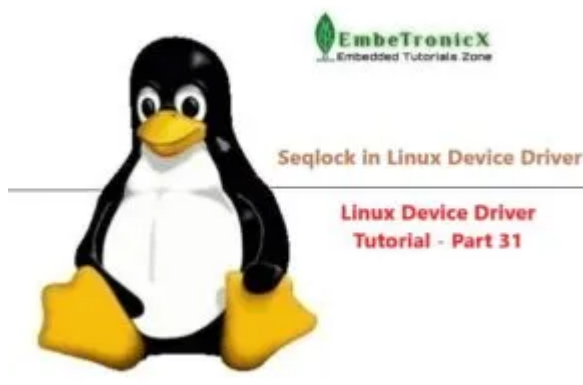 EmbeTronicX
Embedded Tutorials Zone
Seqlock in Linux Device Driver
Linux Device Driver
Tutorial - Part 31